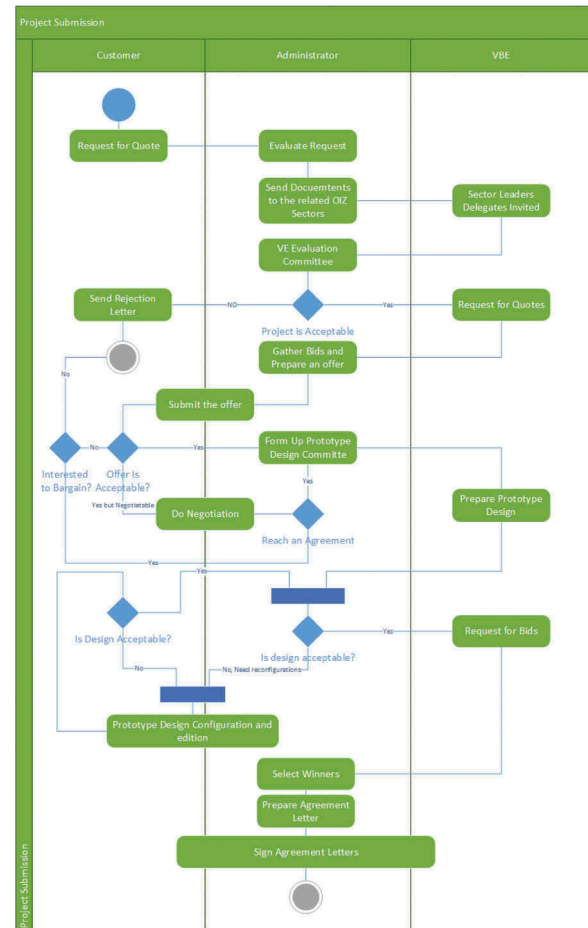 Project Submission
Customer
Administrator
VBE
Request for Quote
Evaluate Request
Send Docuemtents
to the related OIZ
Sectors
Sector Leaders
Delegates Invited
VE Evaluation
Committee
Send Rejection
Letter
NO
Yes
Request for Quotes
Project is Acceptable
Gather Bids and
Prepare an offer
No
Submit the offer
No
Yes
Form Up Prototype
Design Committe
Interested
to Bargain?
Offer Is
Acceptable?
Yes
Yes but Negotiatable
Do Negotiation
Prepare Prototype
Design
Reach an Agreement
Yes
Yes
Is Design Acceptable?
Yes
Request for Bids
Is design acceptable?
No
No, Need reconfigurations
Prototype Design Configuration and
edition
Select Winners
Prepare Agreement
Letter
Sign Agreement Letters
Project Submission